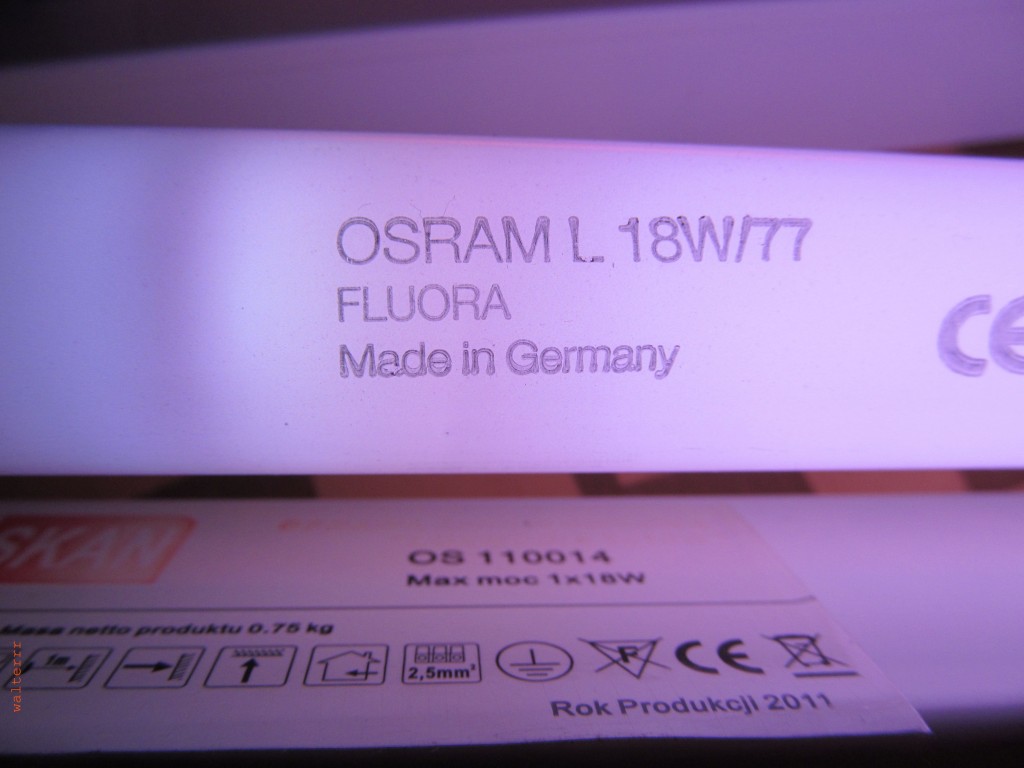 OSRAM L 18W/77
FLUORA
Made in Germany
CE
SKAN
OS 110014
Max moc 1x18W
Masa netto produktu 0.75 kg
1m
2,5mm²
F
CE
Rok Produkcji 2011
walterrr